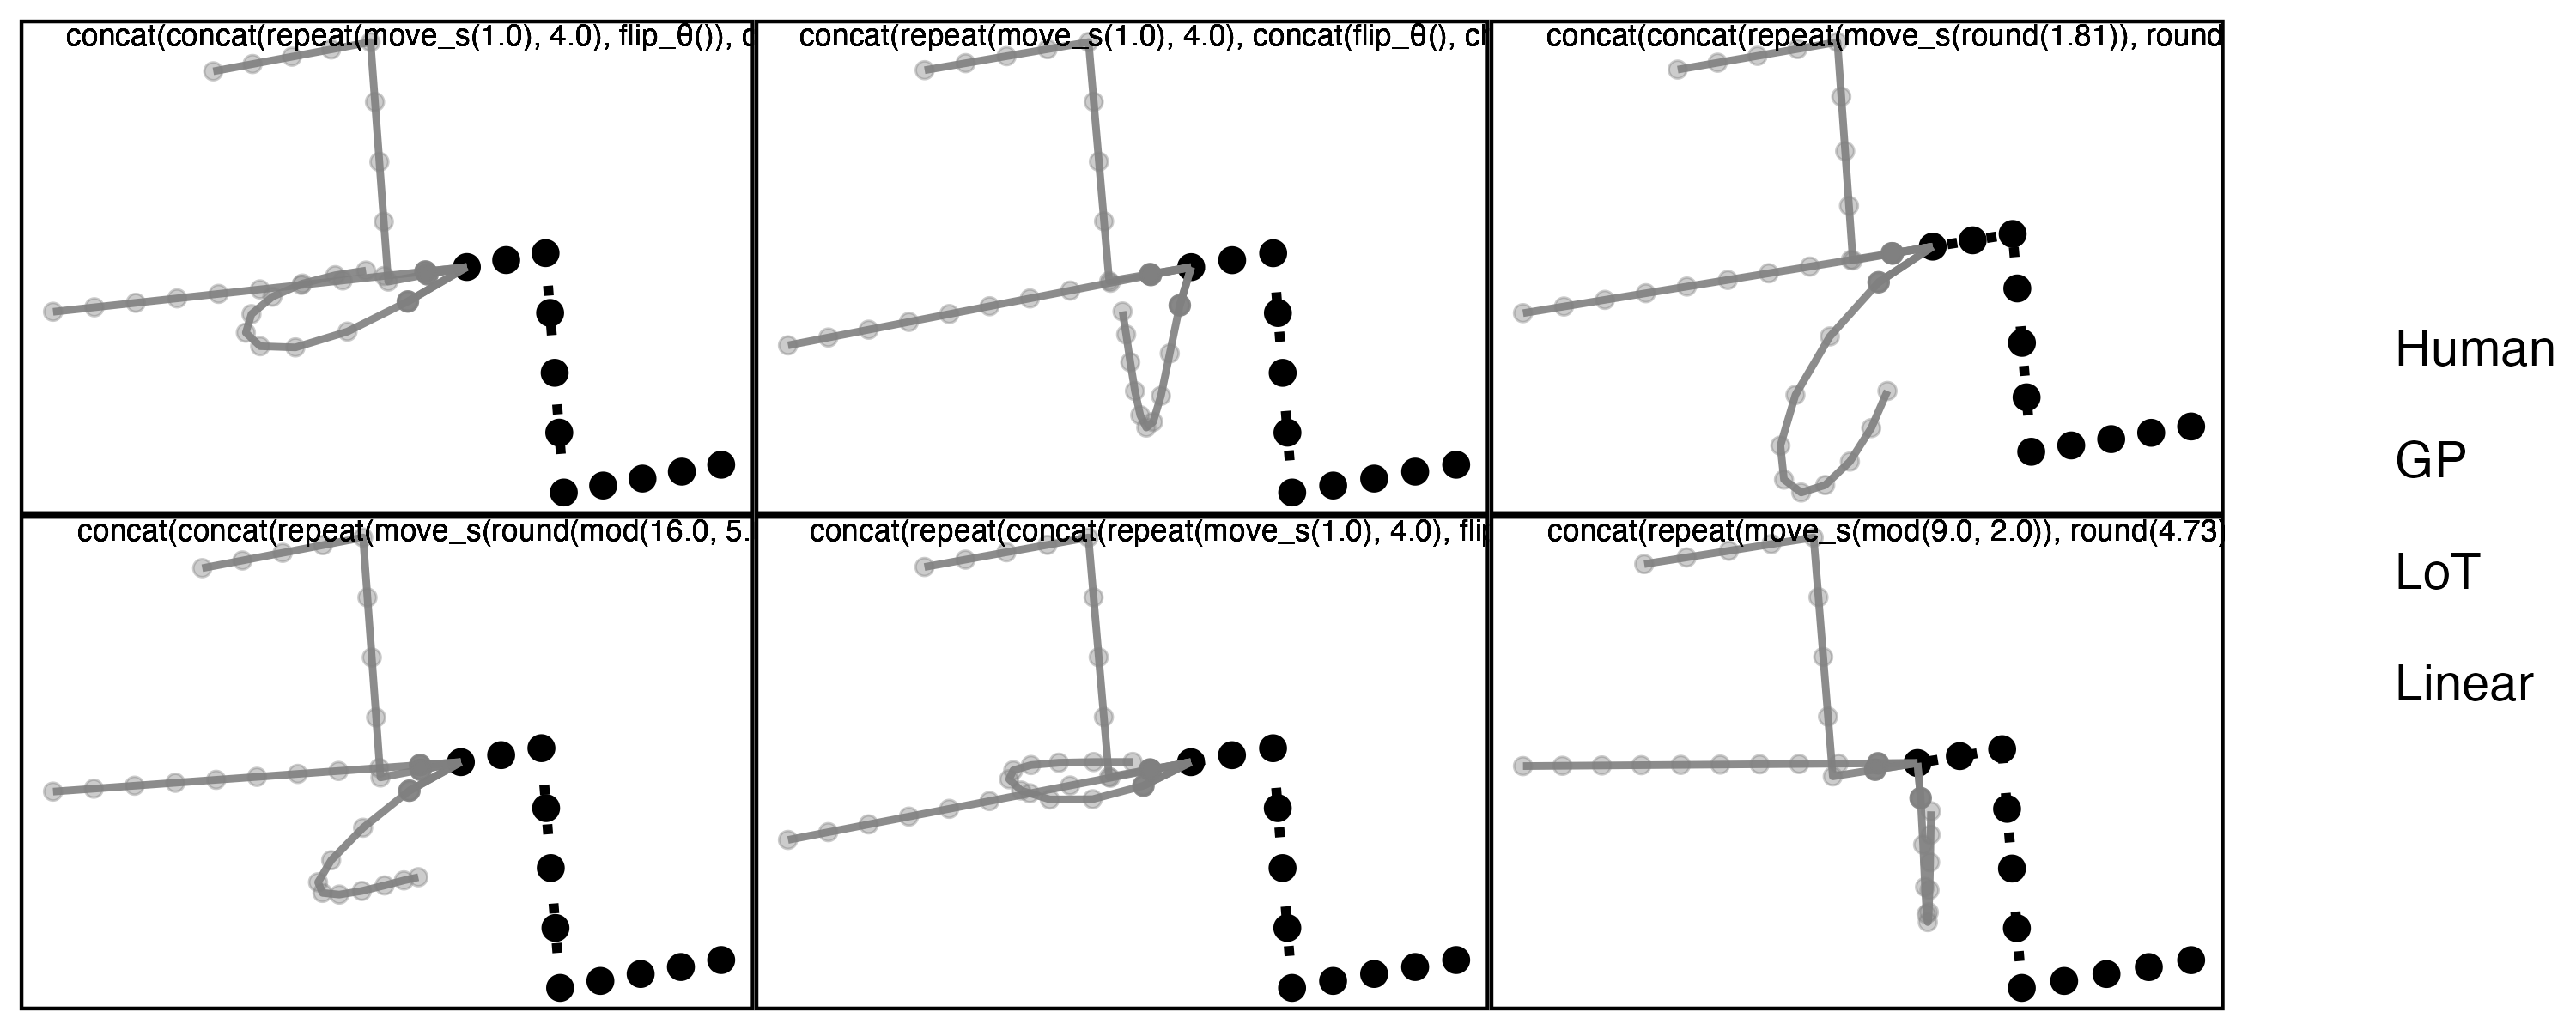 concat(concat(repeat(move_s(1.0), 4.0), flip_θ()), c
concat(repeat(move_s(1.0), 4.0), concat(flip_θ(), ch
concat(concat(repeat(move_s(round(1.81)), round
concat(concat(repeat(move_s(round(mod(16.0, 5.
concat(repeat(concat(repeat(move_s(1.0), 4.0), flip
concat(repeat(move_s(mod(9.0, 2.0)), round(4.73)
Human
GP
LoT
Linear